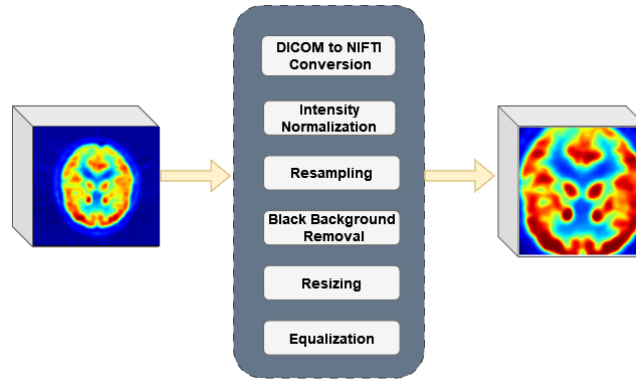 DICOM to NIFTI
Conversion
Intensity
Normalization
Resampling
Black Background
Removal
Resizing
Equalization